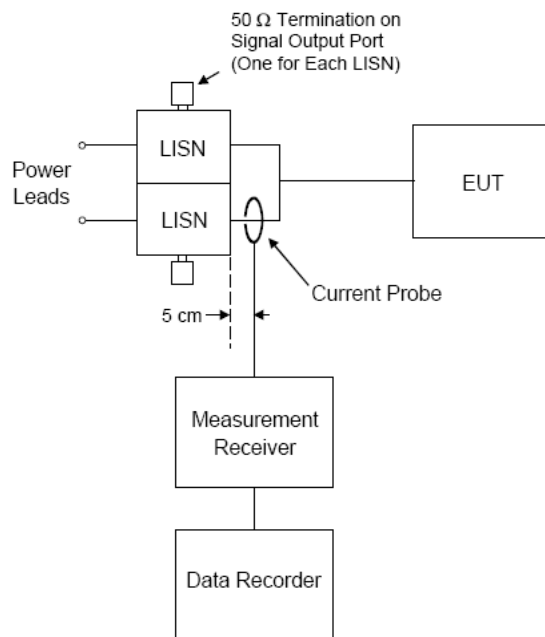 50 Ω Termination on
Signal Output Port
(One for Each LISN)
LISN
Power
Leads
EUT
LISN
Current Probe
5 cm
Measurement
Receiver
Data Recorder